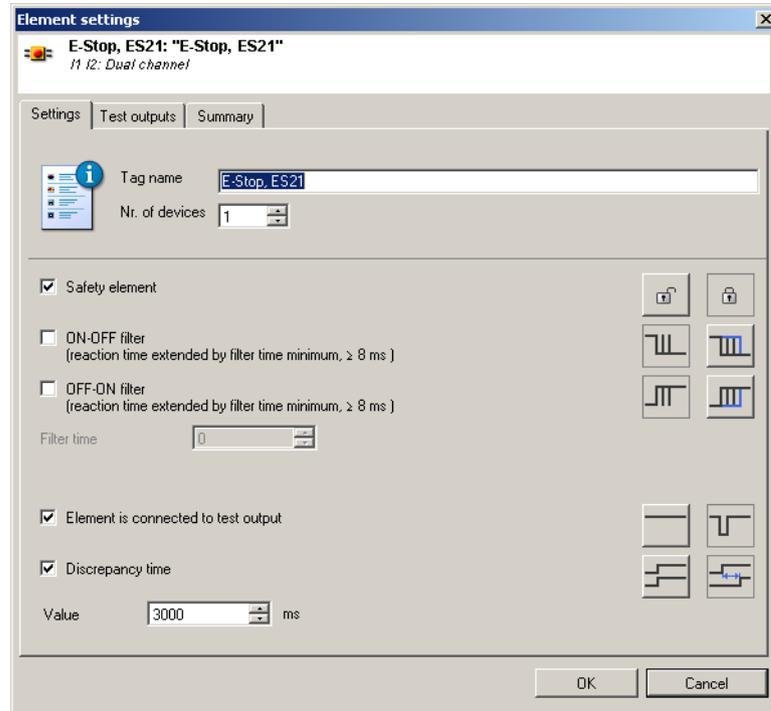 Element settings
E-Stop, ES21: "E-Stop, ES21"
I1 I2: Dual channel
Settings
Test outputs
Summary
Tag name
E-Stop, ES21
Nr. of devices
1
Safety element
ON-OFF filter
(reaction time extended by filter time minimum, ≥ 8 ms )
OFF-ON filter
(reaction time extended by filter time minimum, ≥ 8 ms )
Filter time
0
Element is connected to test output
Discrepancy time
Value
3000
ms
OK
Cancel